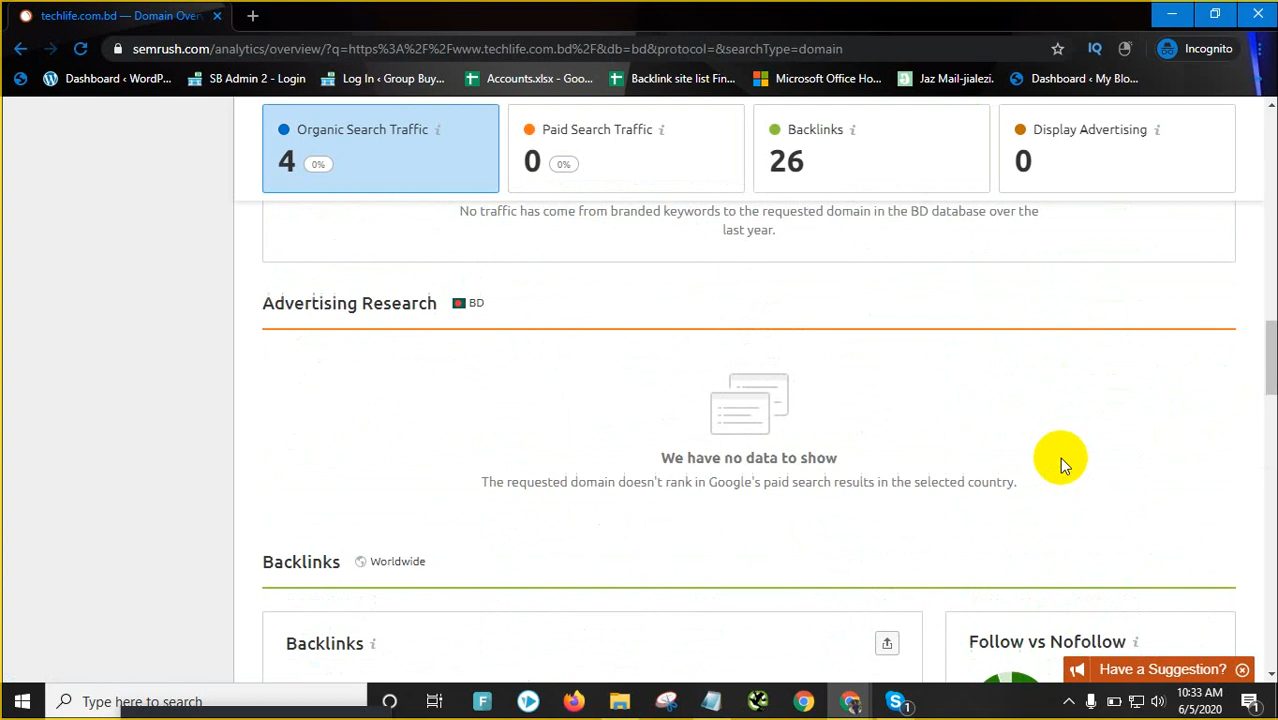 techlife.com.bd — Domain Over
semrush.com/analytics/overview/?q=https%3A%2F%2Fwww.techlife.com.bd%2F&db=bd&protocol=&searchType=domain
IQ
Incognito
Dashboard ‹ WordP...
SB Admin 2 - Login
Log In ‹ Group Buy...
Accounts.xlsx - Goo...
Backlink site list Fin...
Microsoft Office Ho...
Jaz Mail-jialezi.
Dashboard ‹ My Blo...
Organic Search Traffic
4 0%
Paid Search Traffic
0 0%
Backlinks
26
Display Advertising
0
No traffic has come from branded keywords to the requested domain in the BD database over the
last year.
Advertising Research BD
We have no data to show
The requested domain doesn't rank in Google's paid search results in the selected country.
Backlinks Worldwide
Backlinks
Follow vs Nofollow
Have a Suggestion?
Type here to search
F
1
10:33 AM
6/5/2020
1